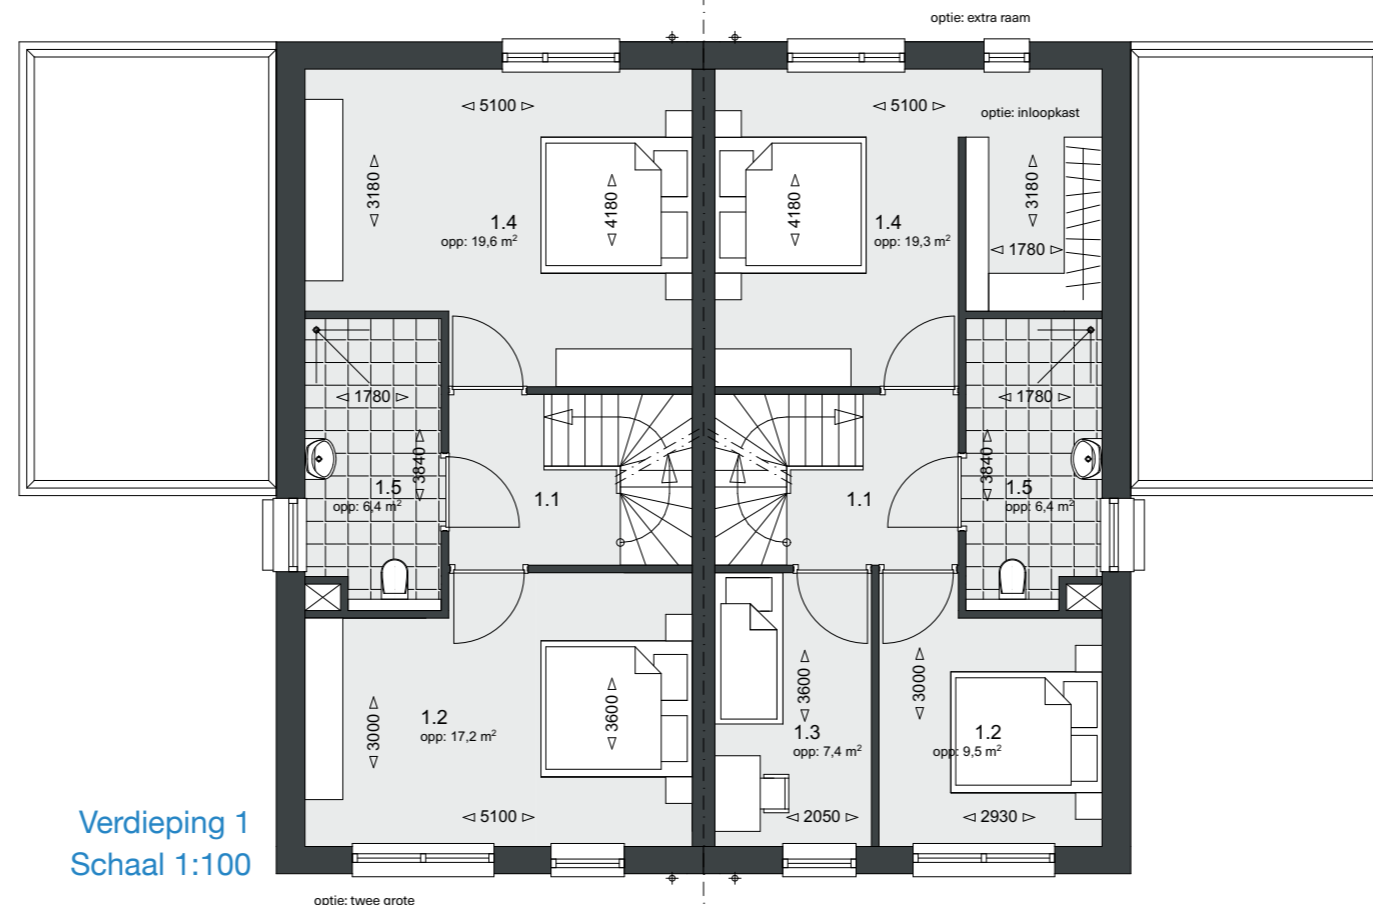 optie: extra raam
5100
5100
optie: inloopkast
3180
4180
4180
3180
1.4
opp: 19,6 m²
1.4
opp: 19,3 m²
1780
1780
1780
3840
3840
1.5
opp: 6,4 m²
1.1
1.1
1.5
opp: 6,4 m²
3000
3600
3600
3000
1.2
opp: 17,2 m²
1.3
opp: 7,4 m²
1.2
opp: 9,5 m²
5100
2050
2930
Verdieping 1
Schaal 1:100
optie: twee grote